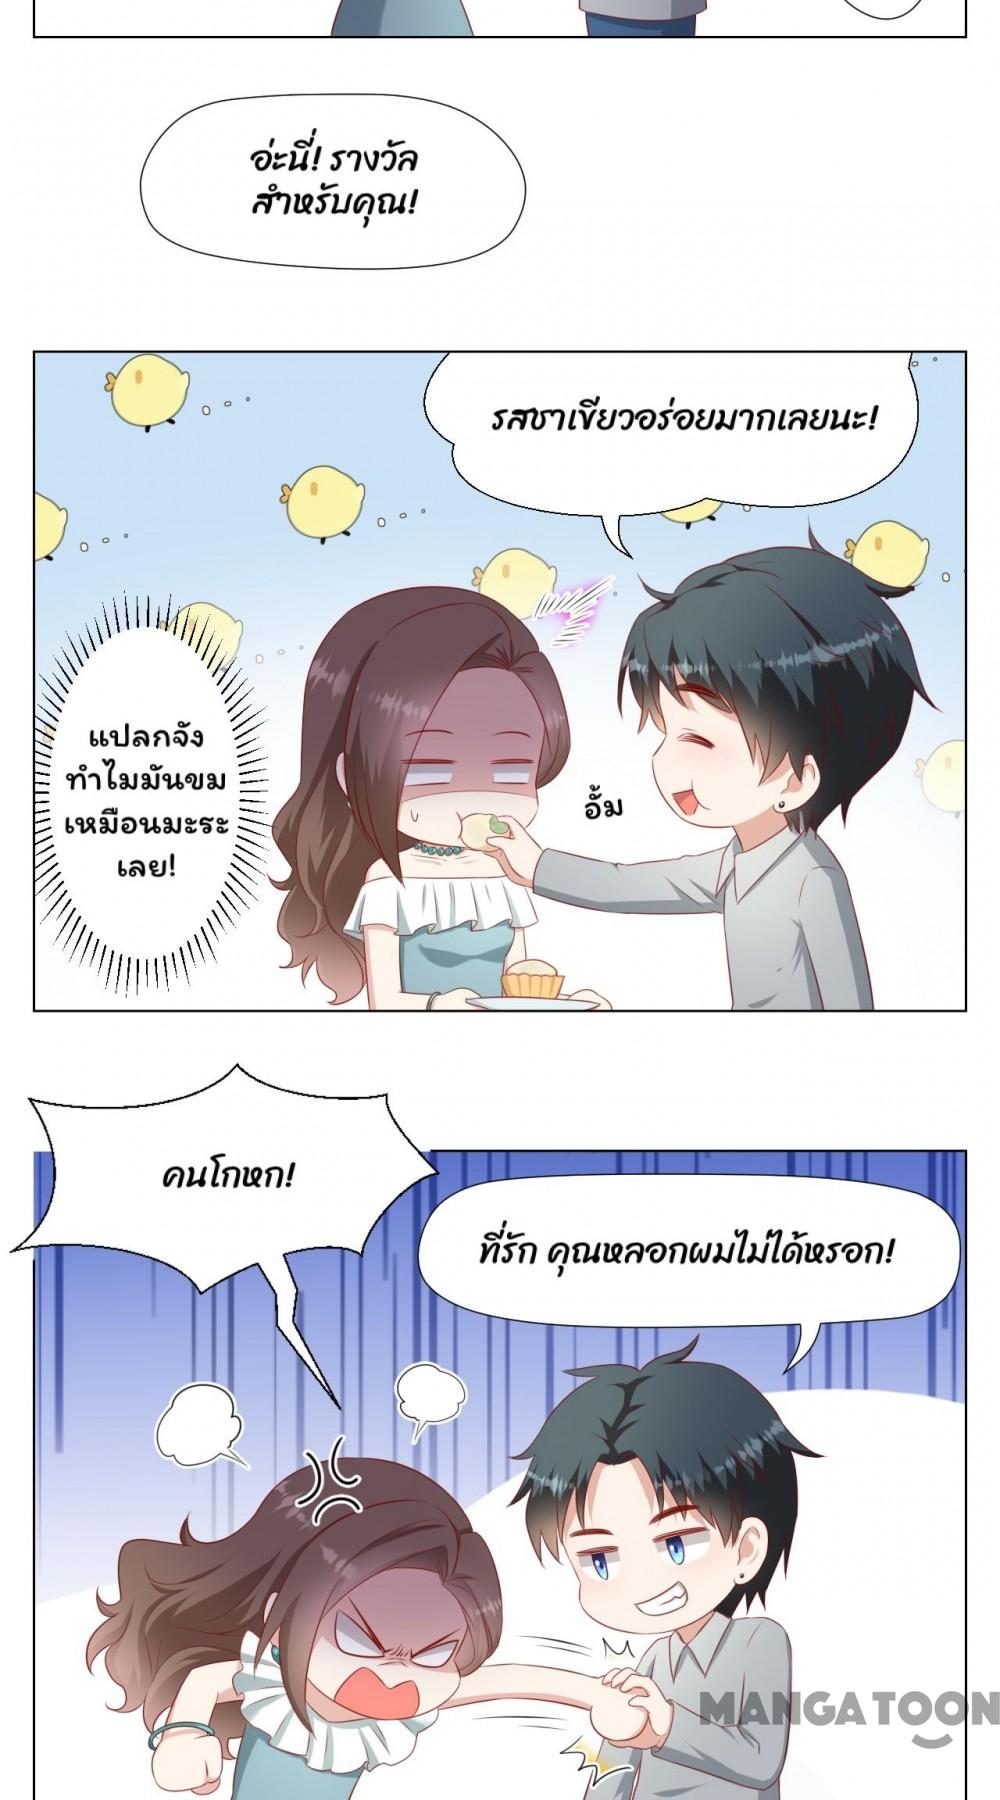 อ่ะนี่! รางวัล
สำหรับคุณ!
รสชาเขียวอร่อยมากเลยนะ!
แปลกจัง
ทำไมมันขม
เหมือนมะระ
เลย!
อั้ม
คนโกหก!
ที่รัก คุณหลอกผมไม่ได้หรอก!
MANGATOON